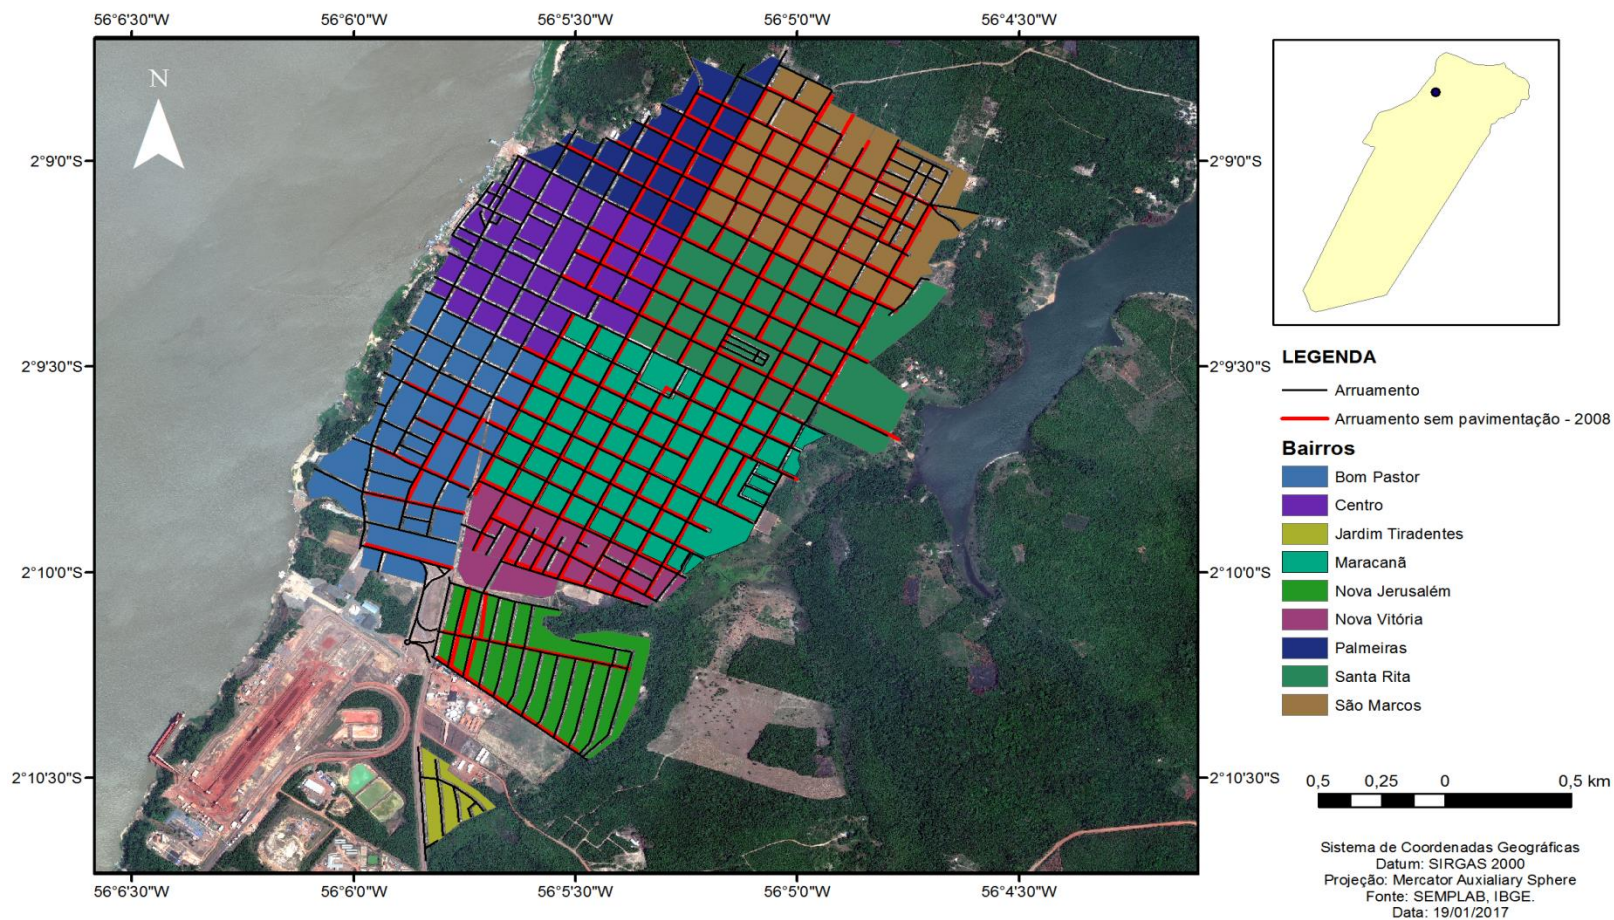 56°6'30"W 56°6'0"W 56°5'30"W 56°5'0"W 56°4'30"W
N
2°9'0"S 2°9'0"S
2°9'30"S 2°9'30"S
2°10'0"S 2°10'0"S
2°10'30"S 2°10'30"S
56°6'30"W 56°6'0"W 56°5'30"W 56°5'0"W 56°4'30"W
LEGENDA
Arruamento
Arruamento sem pavimentação - 2008
Bairros
Bom Pastor
Centro
Jardim Tiradentes
Maracanã
Nova Jerusalém
Nova Vitória
Palmeiras
Santa Rita
São Marcos
0,5 0,25 0 0,5 km
Sistema de Coordenadas Geográficas
Datum: SIRGAS 2000
Projeção: Mercator Auxialiary Sphere
Fonte: SEMPLAB, IBGE.
Data: 19/01/2017